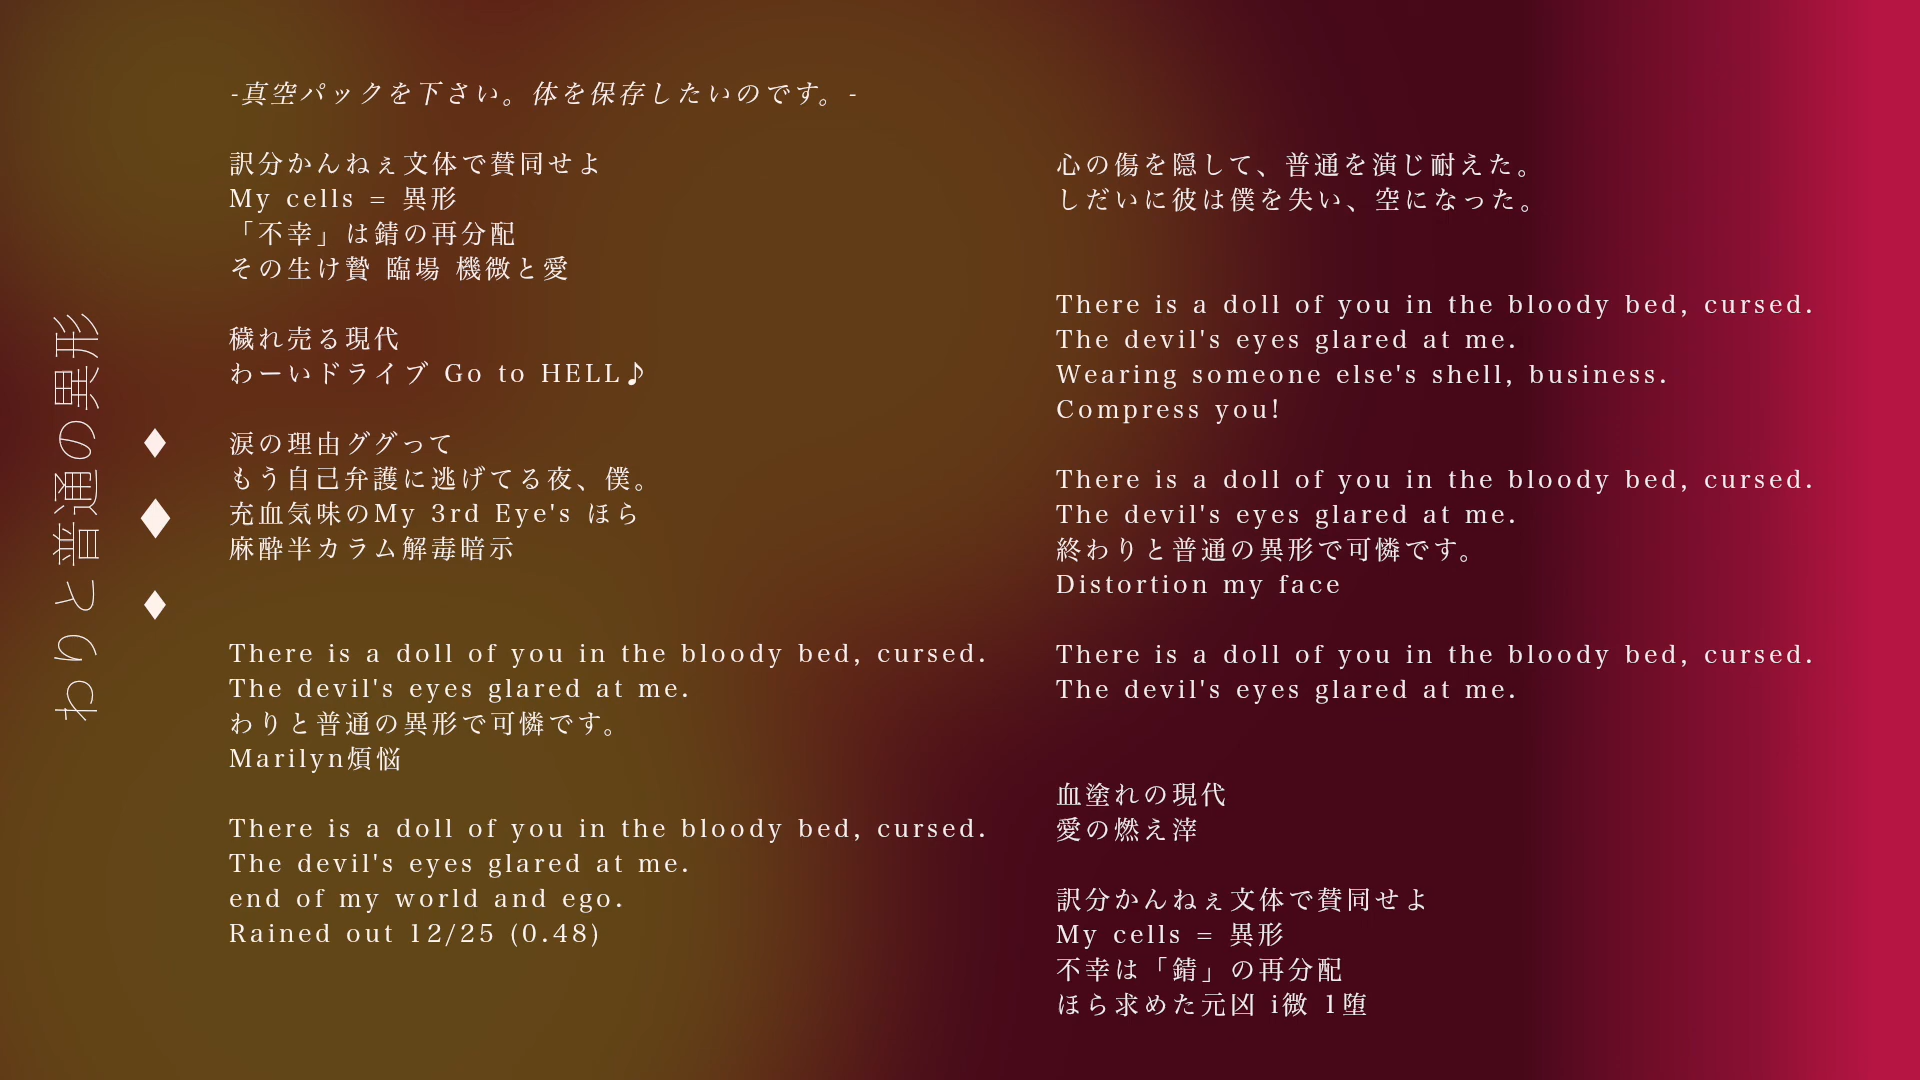 わりと普通の異形
-真空パックを下さい。体を保存したいのです。-
訳分かんねぇ文体で賛同せよ
My cells = 異形
「不幸」は錆の再分配
その生け贄 臨場 機微と愛
穢れ売る現代
わーいドライブ Go to HELL♪
涙の理由ググって
もう自己弁護に逃げてる夜、僕。
充血気味のMy 3rd Eye's ほら
麻酔半カラム解毒暗示
There is a doll of you in the bloody bed, cursed.
The devil's eyes glared at me.
わりと普通の異形で可憐です。
Marilyn煩悩
There is a doll of you in the bloody bed, cursed.
The devil's eyes glared at me.
end of my world and ego.
Rained out 12/25 (0.48)
心の傷を隠して、普通を演じ耐えた。
しだいに彼は僕を失い、空になった。
There is a doll of you in the bloody bed, cursed.
The devil's eyes glared at me.
Wearing someone else's shell, business.
Compress you!
There is a doll of you in the bloody bed, cursed.
The devil's eyes glared at me.
終わりと普通の異形で可憐です。
Distortion my face
There is a doll of you in the bloody bed, cursed.
The devil's eyes glared at me.
血塗れの現代
愛の燃え滓
訳分かんねぇ文体で賛同せよ
My cells = 異形
不幸は「錆」の再分配
ほら求めた元凶 i微 1堕